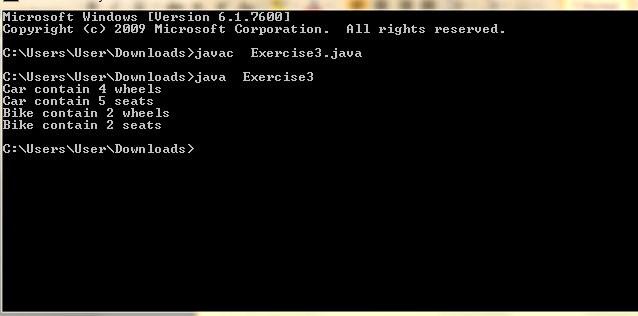 Microsoft Windows [Version 6.1.7600]
Copyright (c) 2009 Microsoft Corporation.  All rights reserved.
C:\Users\User\Downloads>javac  Exercise3.java
C:\Users\User\Downloads>java  Exercise3
Car contain 4 wheels
Car contain 5 seats
Bike contain 2 wheels
Bike contain 2 seats
C:\Users\User\Downloads>